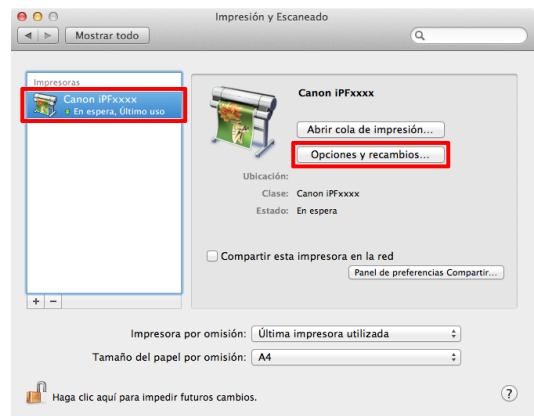 Impresión y Escaneado
Mostrar todo
Impresoras
Canon iPFxxxx
En espera, Último uso
Canon iPFxxxx
Abrir cola de impresión...
Opciones y recambios...
Ubicación:
Clase: Canon iPFxxxx
Estado: En espera
Compartir esta impresora en la red
Panel de preferencias Compartir...
+ −
Impresora por omisión: Última impresora utilizada
Tamaño del papel por omisión: A4
Haga clic aquí para impedir futuros cambios.
?